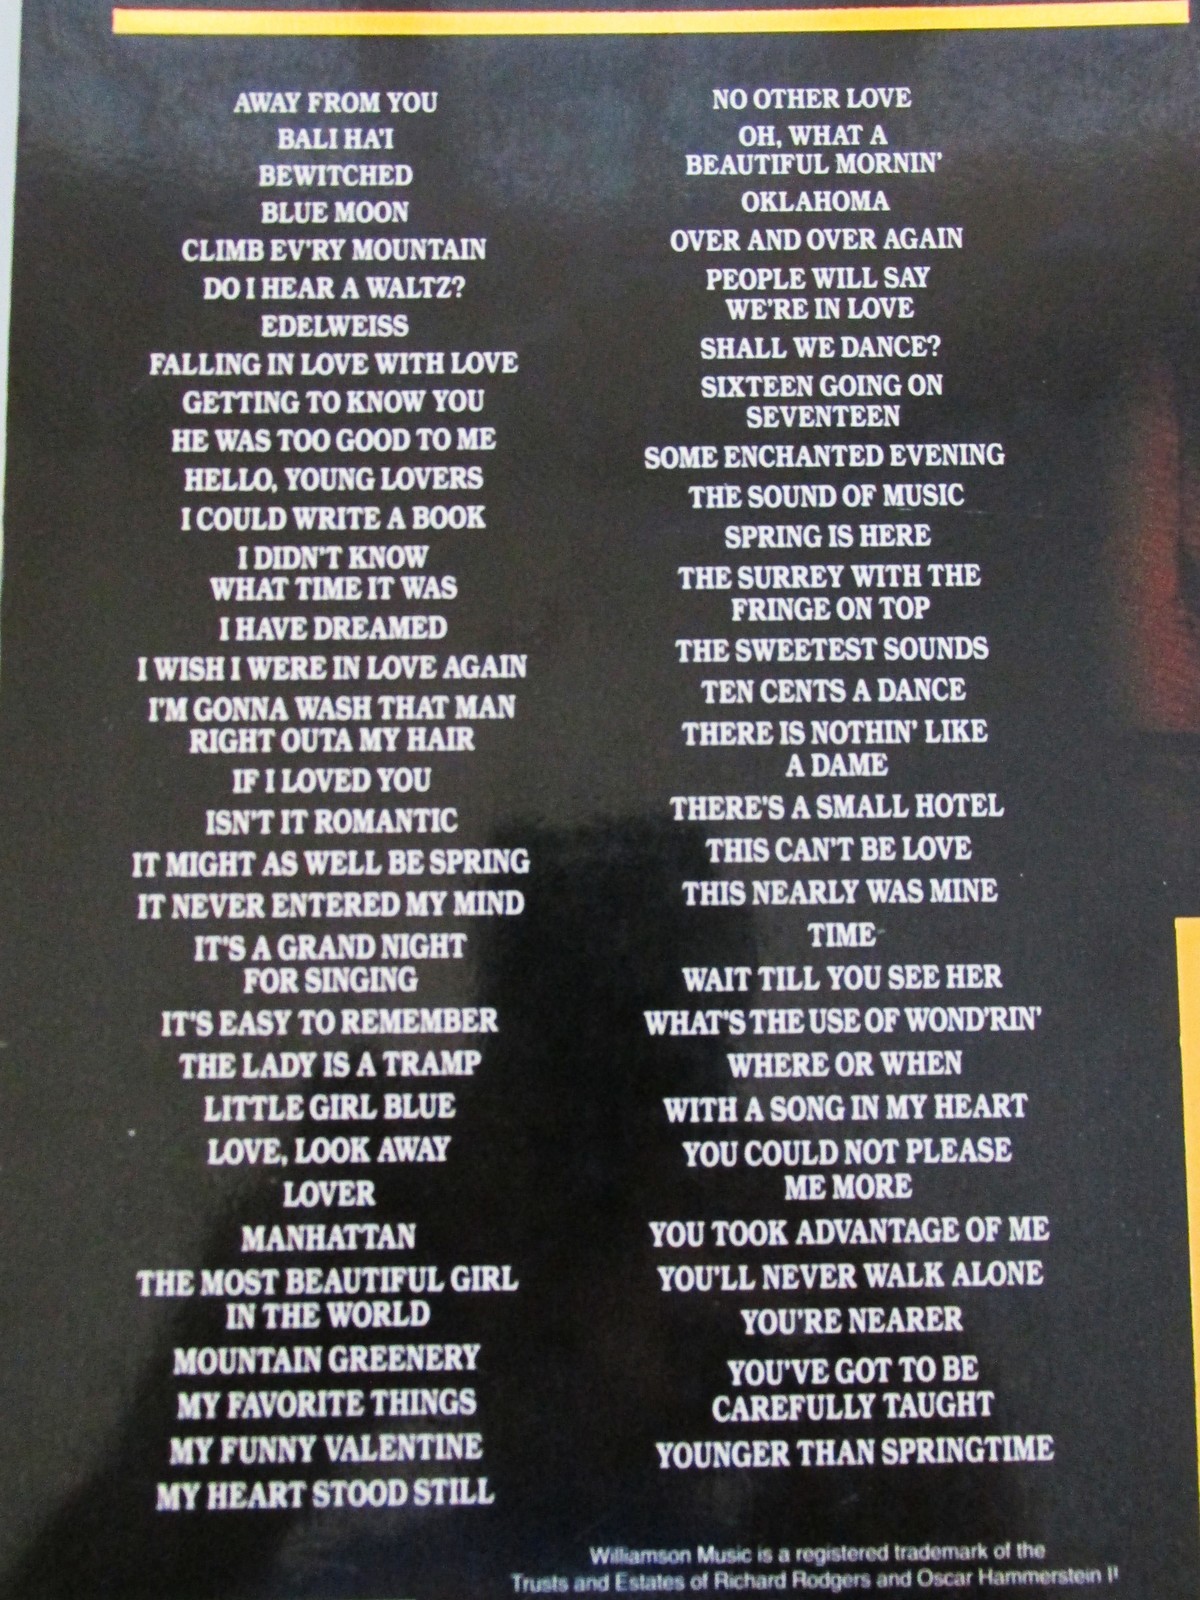 AWAY FROM YOU
BALI HA'I
BEWITCHED
BLUE MOON
CLIMB EV'RY MOUNTAIN
DO I HEAR A WALTZ?
EDELWEISS
FALLING IN LOVE WITH LOVE
GETTING TO KNOW YOU
HE WAS TOO GOOD TO ME
HELLO, YOUNG LOVERS
I COULD WRITE A BOOK
I DIDN'T KNOW
WHAT TIME IT WAS
I HAVE DREAMED
I WISH I WERE IN LOVE AGAIN
I'M GONNA WASH THAT MAN
RIGHT OUTA MY HAIR
IF I LOVED YOU
ISN'T IT ROMANTIC
IT MIGHT AS WELL BE SPRING
IT NEVER ENTERED MY MIND
IT'S A GRAND NIGHT
FOR SINGING
IT'S EASY TO REMEMBER
THE LADY IS A TRAMP
LITTLE GIRL BLUE
LOVE, LOOK AWAY
LOVER
MANHATTAN
THE MOST BEAUTIFUL GIRL
IN THE WORLD
MOUNTAIN GREENERY
MY FAVORITE THINGS
MY FUNNY VALENTINE
MY HEART STOOD STILL
NO OTHER LOVE
OH, WHAT A
BEAUTIFUL MORNIN'
OKLAHOMA
OVER AND OVER AGAIN
PEOPLE WILL SAY
WE'RE IN LOVE
SHALL WE DANCE?
SIXTEEN GOING ON
SEVENTEEN
SOME ENCHANTED EVENING
THE SOUND OF MUSIC
SPRING IS HERE
THE SURREY WITH THE
FRINGE ON TOP
THE SWEETEST SOUNDS
TEN CENTS A DANCE
THERE IS NOTHIN' LIKE
A DAME
THERE'S A SMALL HOTEL
THIS CAN'T BE LOVE
THIS NEARLY WAS MINE
TIME
WAIT TILL YOU SEE HER
WHAT'S THE USE OF WOND'RIN'
WHERE OR WHEN
WITH A SONG IN MY HEART
YOU COULD NOT PLEASE
ME MORE
YOU TOOK ADVANTAGE OF ME
YOU'LL NEVER WALK ALONE
YOU'RE NEARER
YOU'VE GOT TO BE
CAREFULLY TAUGHT
YOUNGER THAN SPRINGTIME
Williamson Music is a registered trademark of the
Trusts and Estates of Richard Rodgers and Oscar Hammerstein II